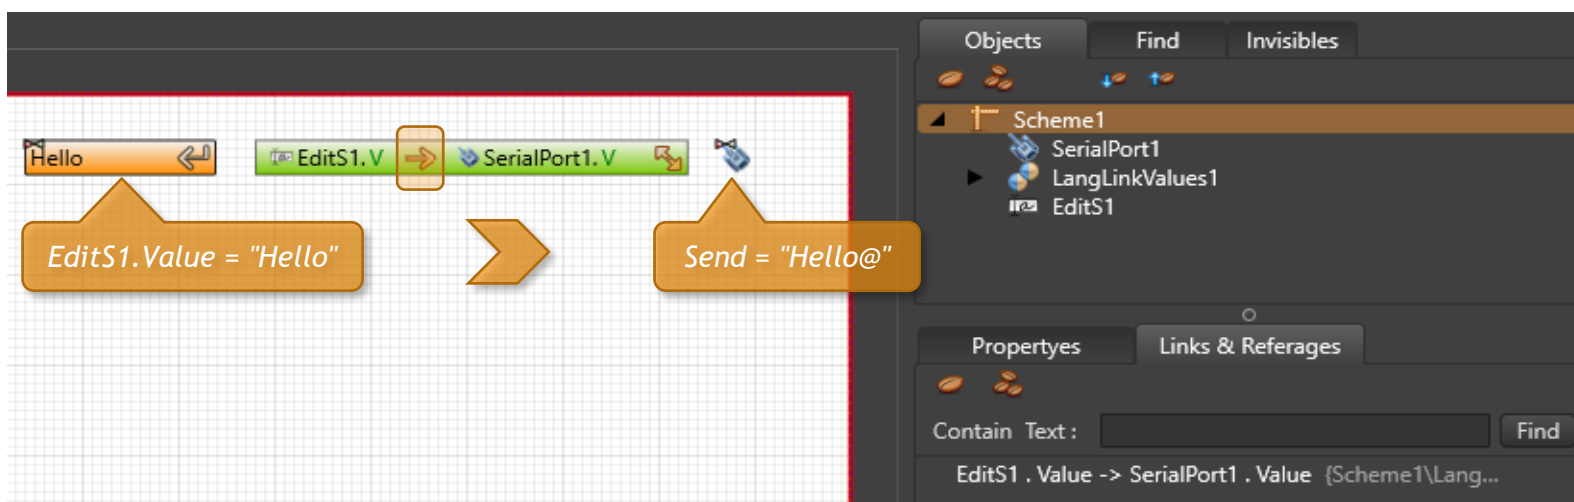 Objects Find Invisibles
Scheme1
SerialPort1
LangLinkValues1
EditS1
Hello
EditS1.V SerialPort1.V
EditS1.Value = "Hello"
Send = "Hello@"
Propertyes Links & Referages
Contain Text : Find
EditS1 . Value -> SerialPort1 . Value {Scheme1\Lang...